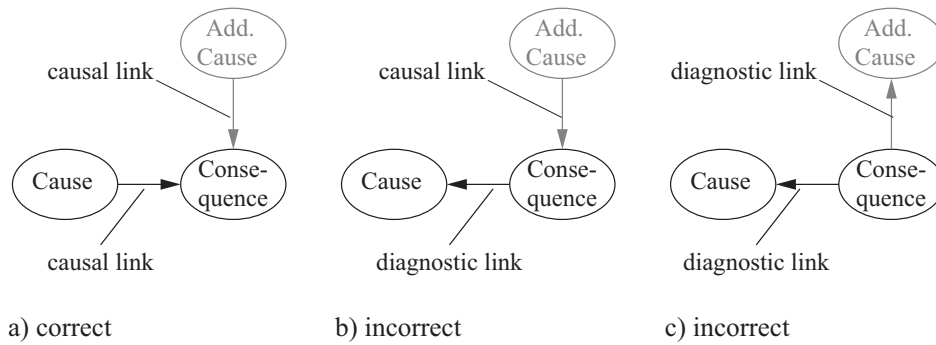 Add.
Cause
causal link
Cause
Conse-
quence
causal link
a) correct
Add.
Cause
causal link
Cause
Conse-
quence
diagnostic link
b) incorrect
Add.
Cause
diagnostic link
Cause
Conse-
quence
diagnostic link
c) incorrect